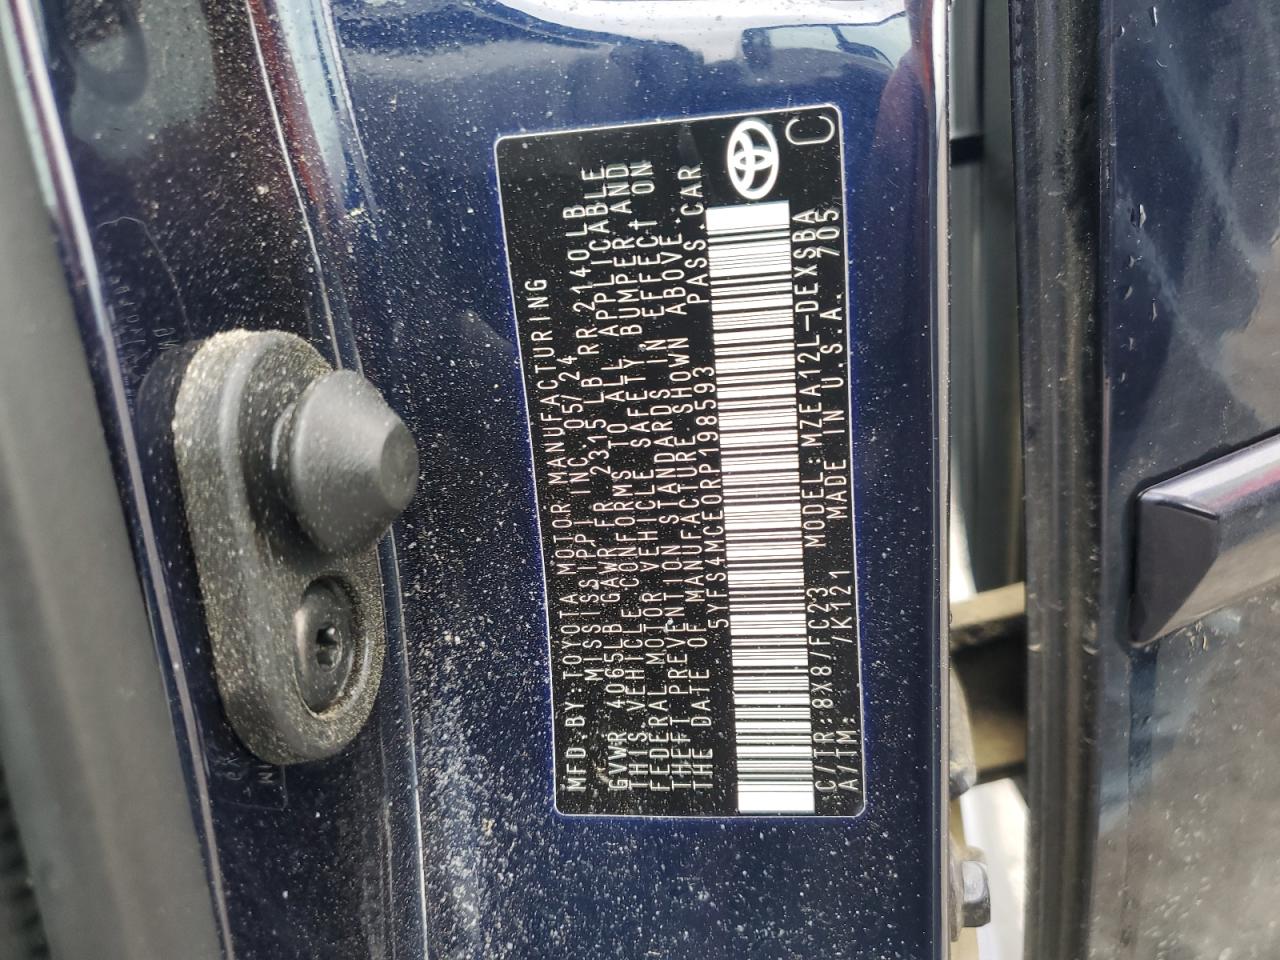 MFD.BY:TOYOTA MOTOR MANUFACTURING
MISSISSIPPI INC. 05/24
GVWR 4065LB GAWR FR 2315 LB RR 2140LB
THIS VEHICLE CONFORMS TO ALL APPLICABLE
FEDERAL MOTOR VEHICLE SAFETY BUMPER AND
THEFT PREVENTION STANDARDS IN EFFECT ON
THE DATE OF MANUFACTURE SHOWN ABOVE.
5YFS4MCE0RP198593 PASS.CAR
C/TR:8X8/FC23 MODEL:MZEA12L-DEXSBA
A/TM: /K121 MADE IN U.S.A. 705
C